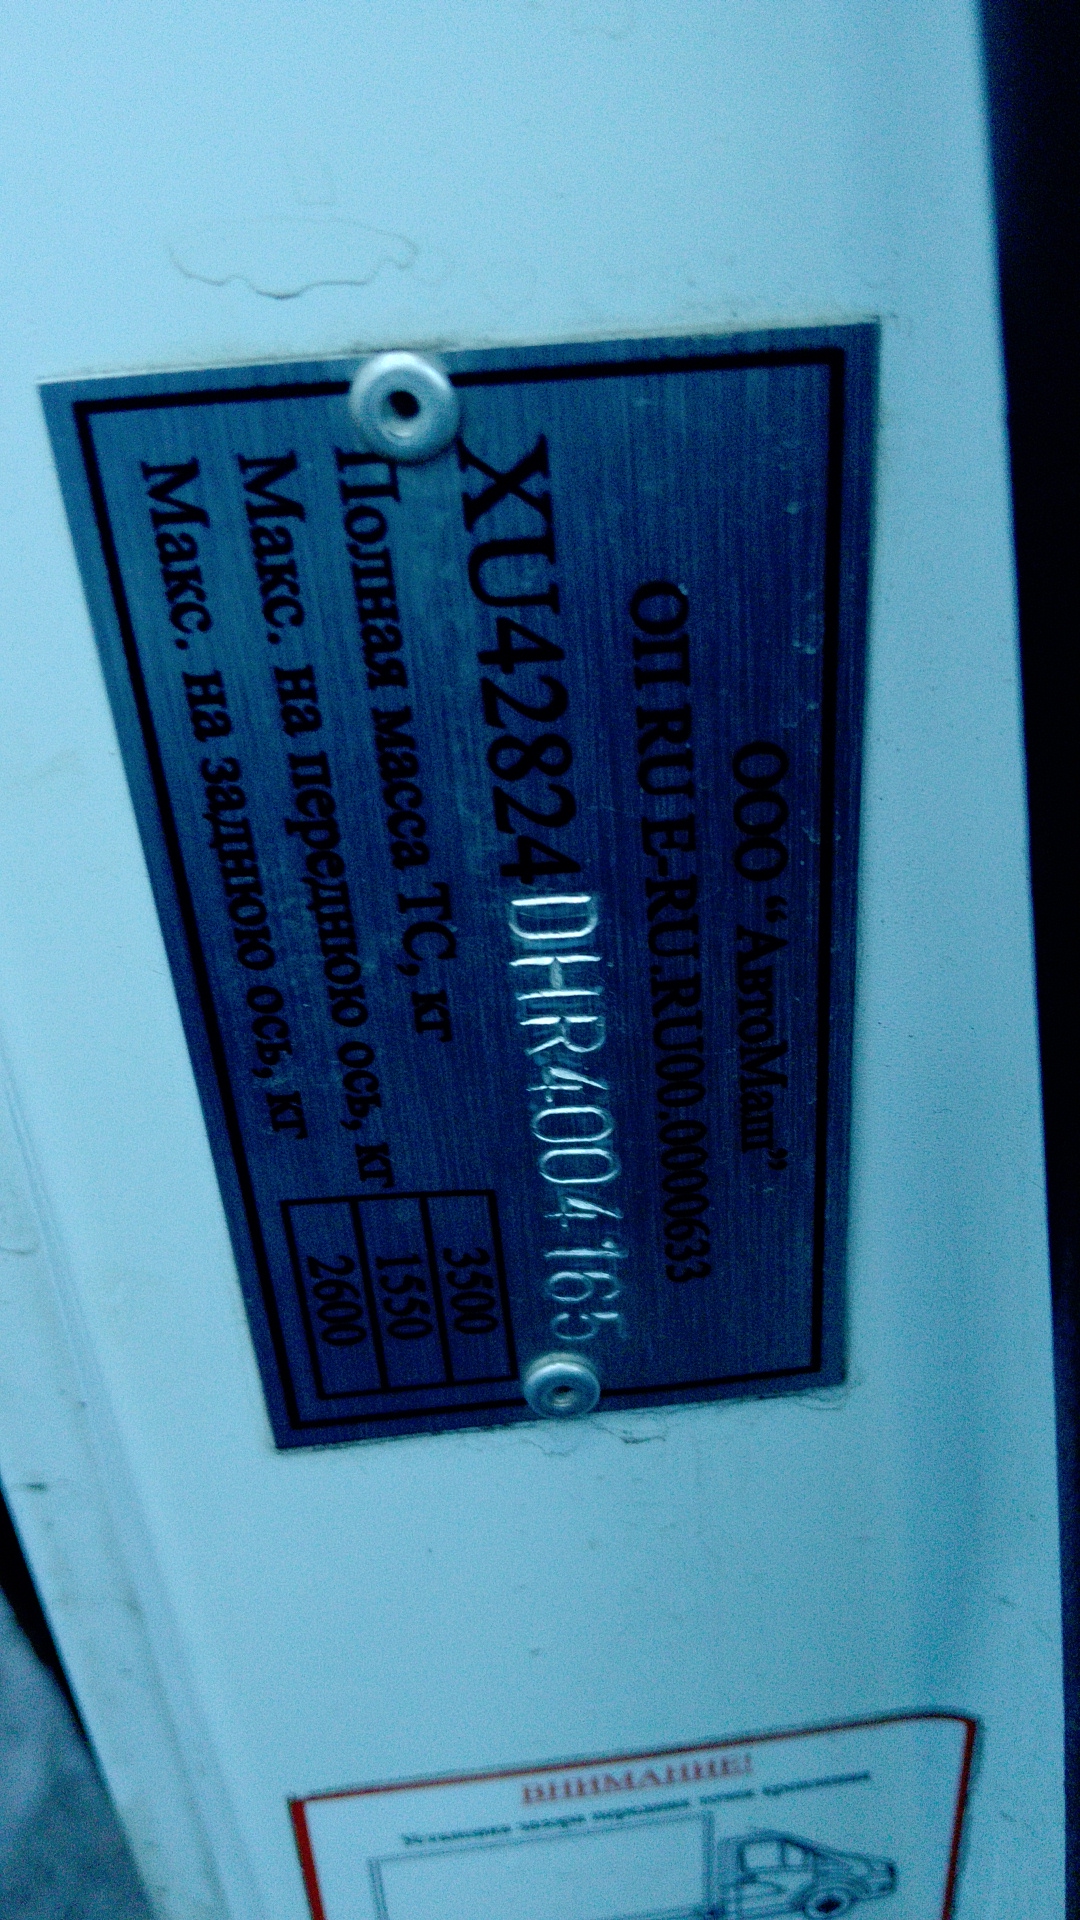 ООО "АвтоМаш"
ОП RU E-RU.RU00.000633
XU42824DHR4004165
Полная масса ТС, кг 3500
Макс. на переднюю ось, кг 1550
Макс. на заднюю ось, кг 2600
ВНИМАНИЕ!
Установка